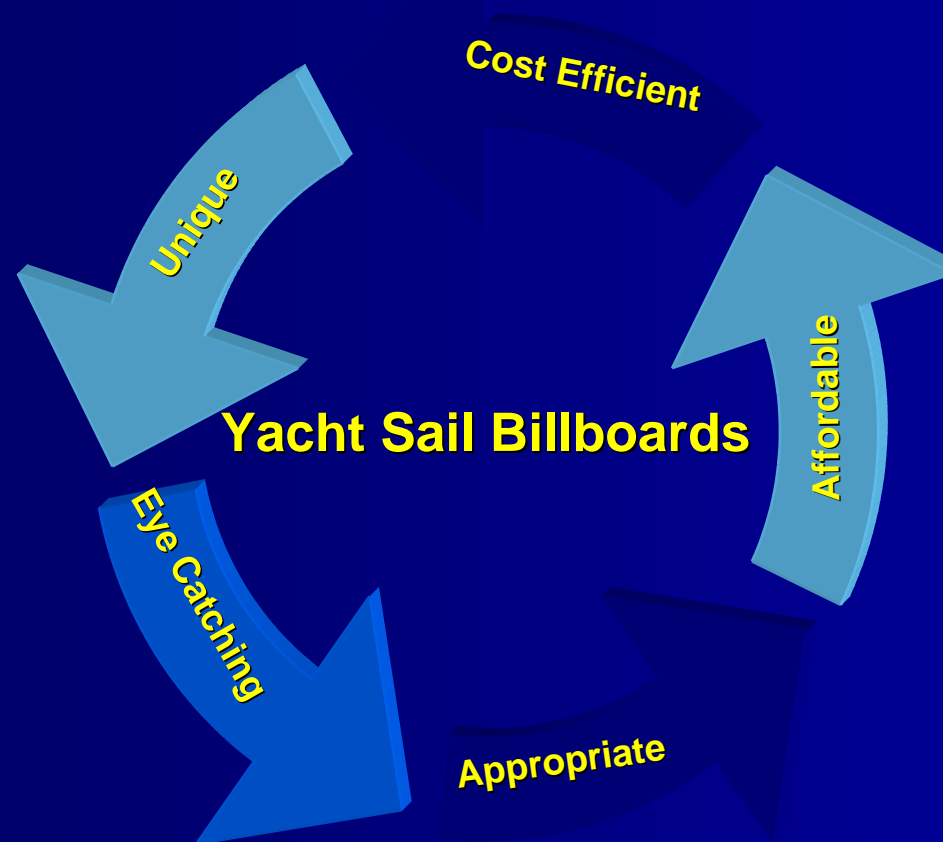 Cost Efficient
Unique
Affordable
Yacht Sail Billboards
Eye Catching
Appropriate